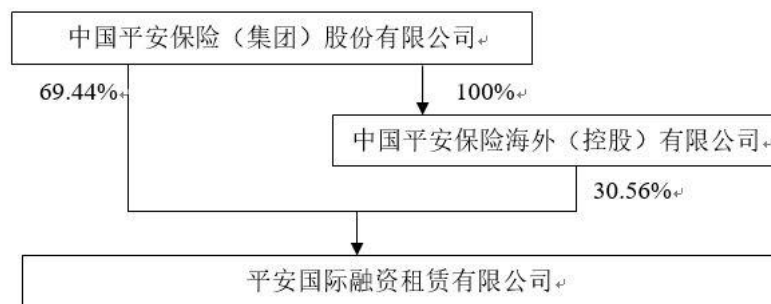 中国平安保险（集团）股份有限公司
69.44%
100%
中国平安保险海外（控股）有限公司
30.56%
平安国际融资租赁有限公司